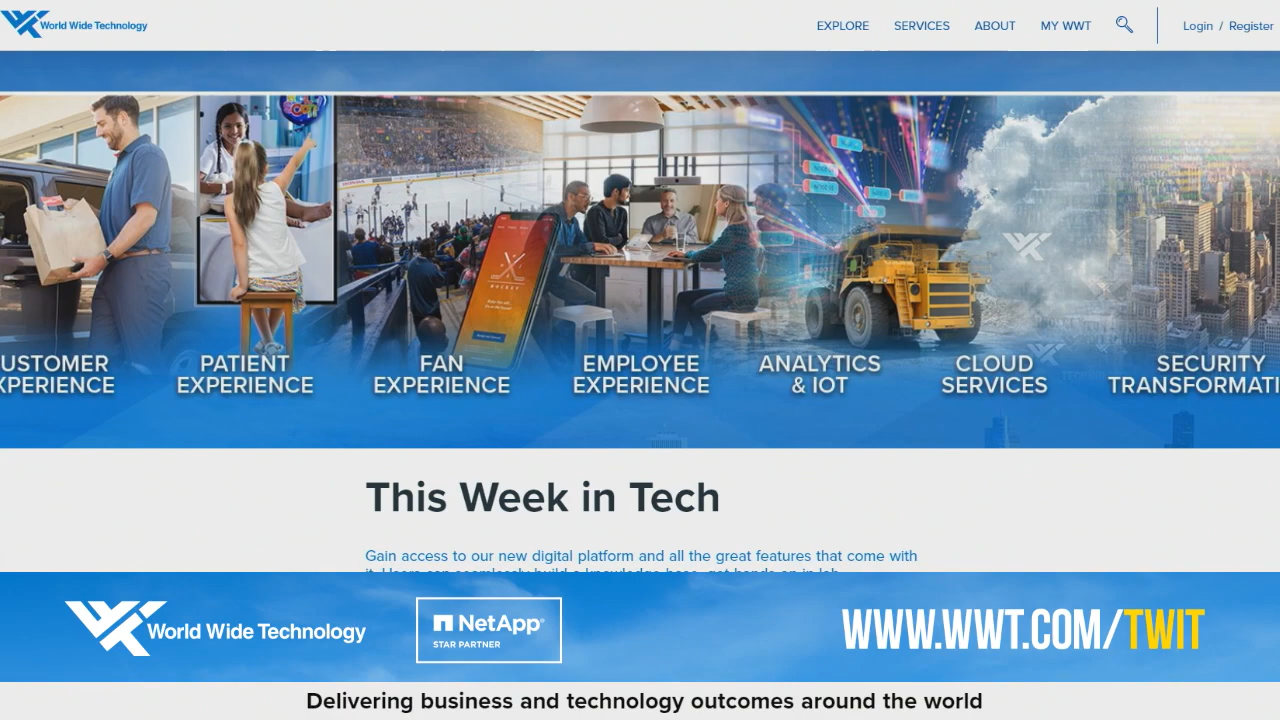 World Wide Technology
EXPLORE SERVICES ABOUT MY WWT Login / Register
USTOMER
XPERIENCE
PATIENT
EXPERIENCE
FAN
EXPERIENCE
EMPLOYEE
EXPERIENCE
ANALYTICS
& IOT
CLOUD
SERVICES
SECURITY
TRANSFORMATI
This Week in Tech
Gain access to our new digital platform and all the great features that come with
World Wide Technology
NetApp
STAR PARTNER
WWW.WWT.COM/TWIT
Delivering business and technology outcomes around the world